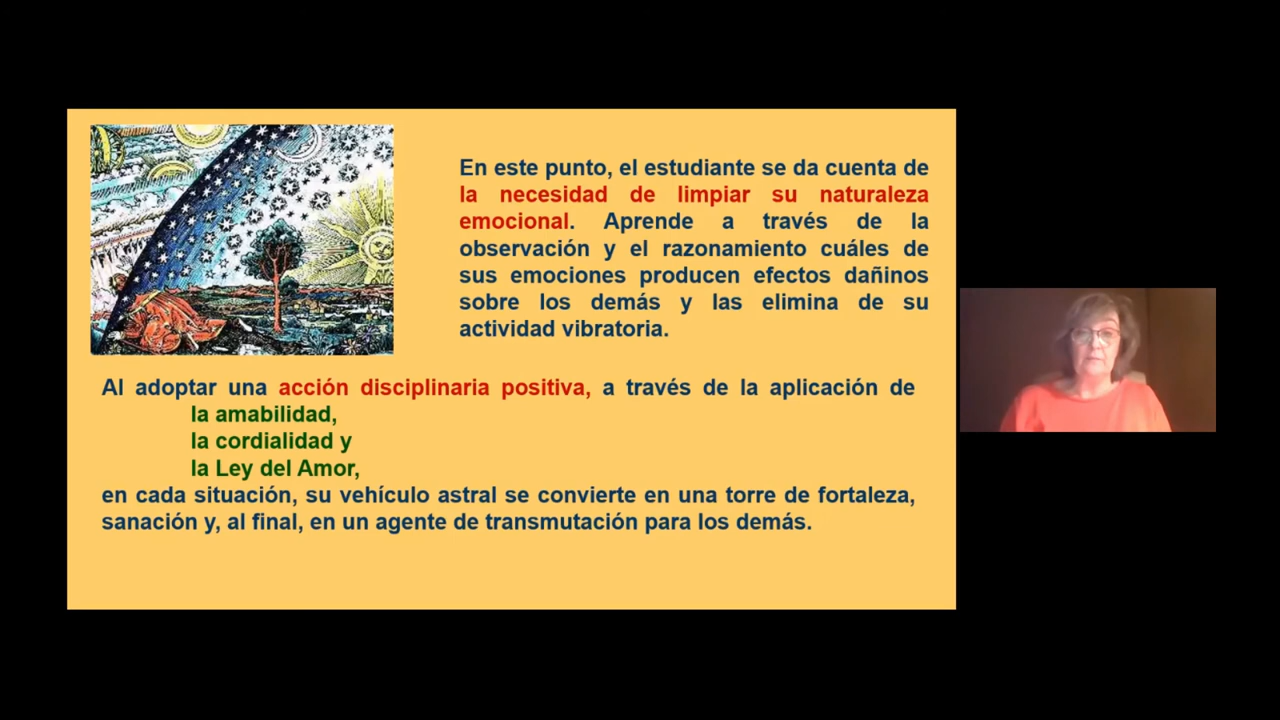 En este punto, el estudiante se da cuenta de
la necesidad de limpiar su naturaleza
emocional. Aprende a través de la
observación y el razonamiento cuáles de
sus emociones producen efectos dañinos
sobre los demás y las elimina de su
actividad vibratoria.
Al adoptar una acción disciplinaria positiva, a través de la aplicación de
la amabilidad,
la cordialidad y
la Ley del Amor,
en cada situación, su vehículo astral se convierte en una torre de fortaleza,
sanación y, al final, en un agente de transmutación para los demás.